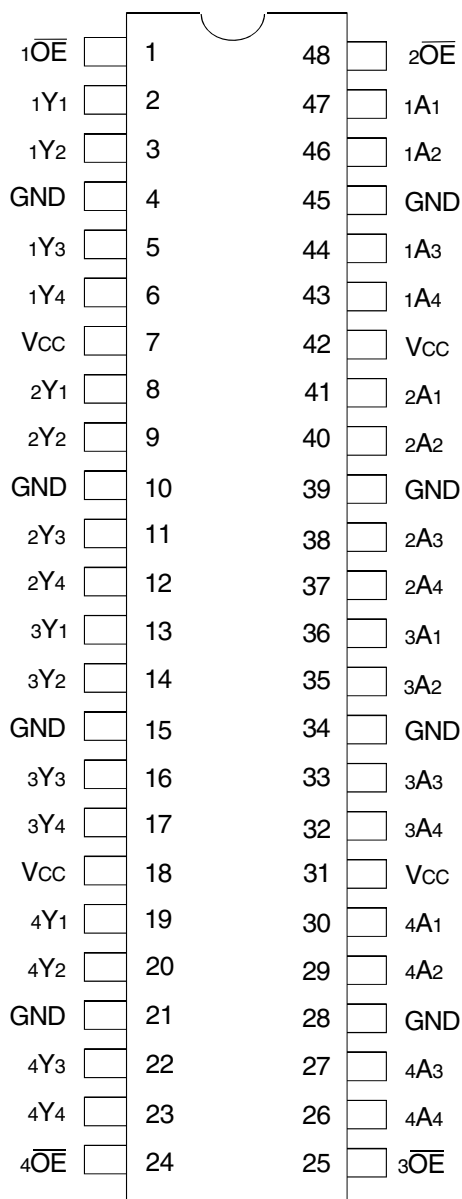 1O̅E̅ 1 48 2O̅E̅
1Y1 2 47 1A1
1Y2 3 46 1A2
GND 4 45 GND
1Y3 5 44 1A3
1Y4 6 43 1A4
VCC 7 42 VCC
2Y1 8 41 2A1
2Y2 9 40 2A2
GND 10 39 GND
2Y3 11 38 2A3
2Y4 12 37 2A4
3Y1 13 36 3A1
3Y2 14 35 3A2
GND 15 34 GND
3Y3 16 33 3A3
3Y4 17 32 3A4
VCC 18 31 VCC
4Y1 19 30 4A1
4Y2 20 29 4A2
GND 21 28 GND
4Y3 22 27 4A3
4Y4 23 26 4A4
4O̅E̅ 24 25 3O̅E̅